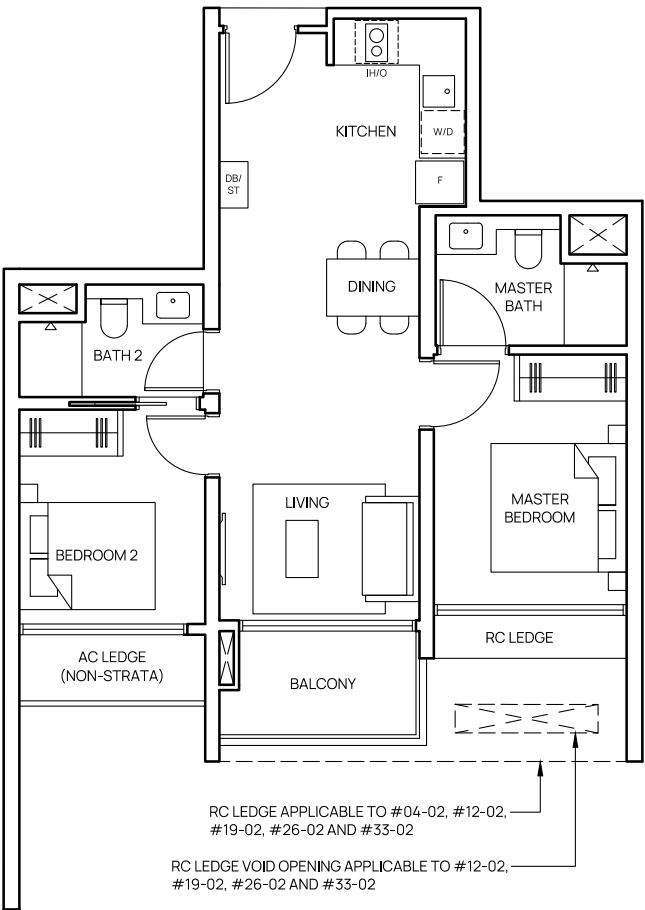 IH/O
KITCHEN
W/D
DB/
ST
F
DINING
MASTER
BATH
BATH 2
LIVING
MASTER
BEDROOM
BEDROOM 2
RC LEDGE
AC LEDGE
(NON-STRATA)
BALCONY
RC LEDGE APPLICABLE TO #04-02, #12-02,
#19-02, #26-02 AND #33-02
RC LEDGE VOID OPENING APPLICABLE TO #12-02,
#19-02, #26-02 AND #33-02